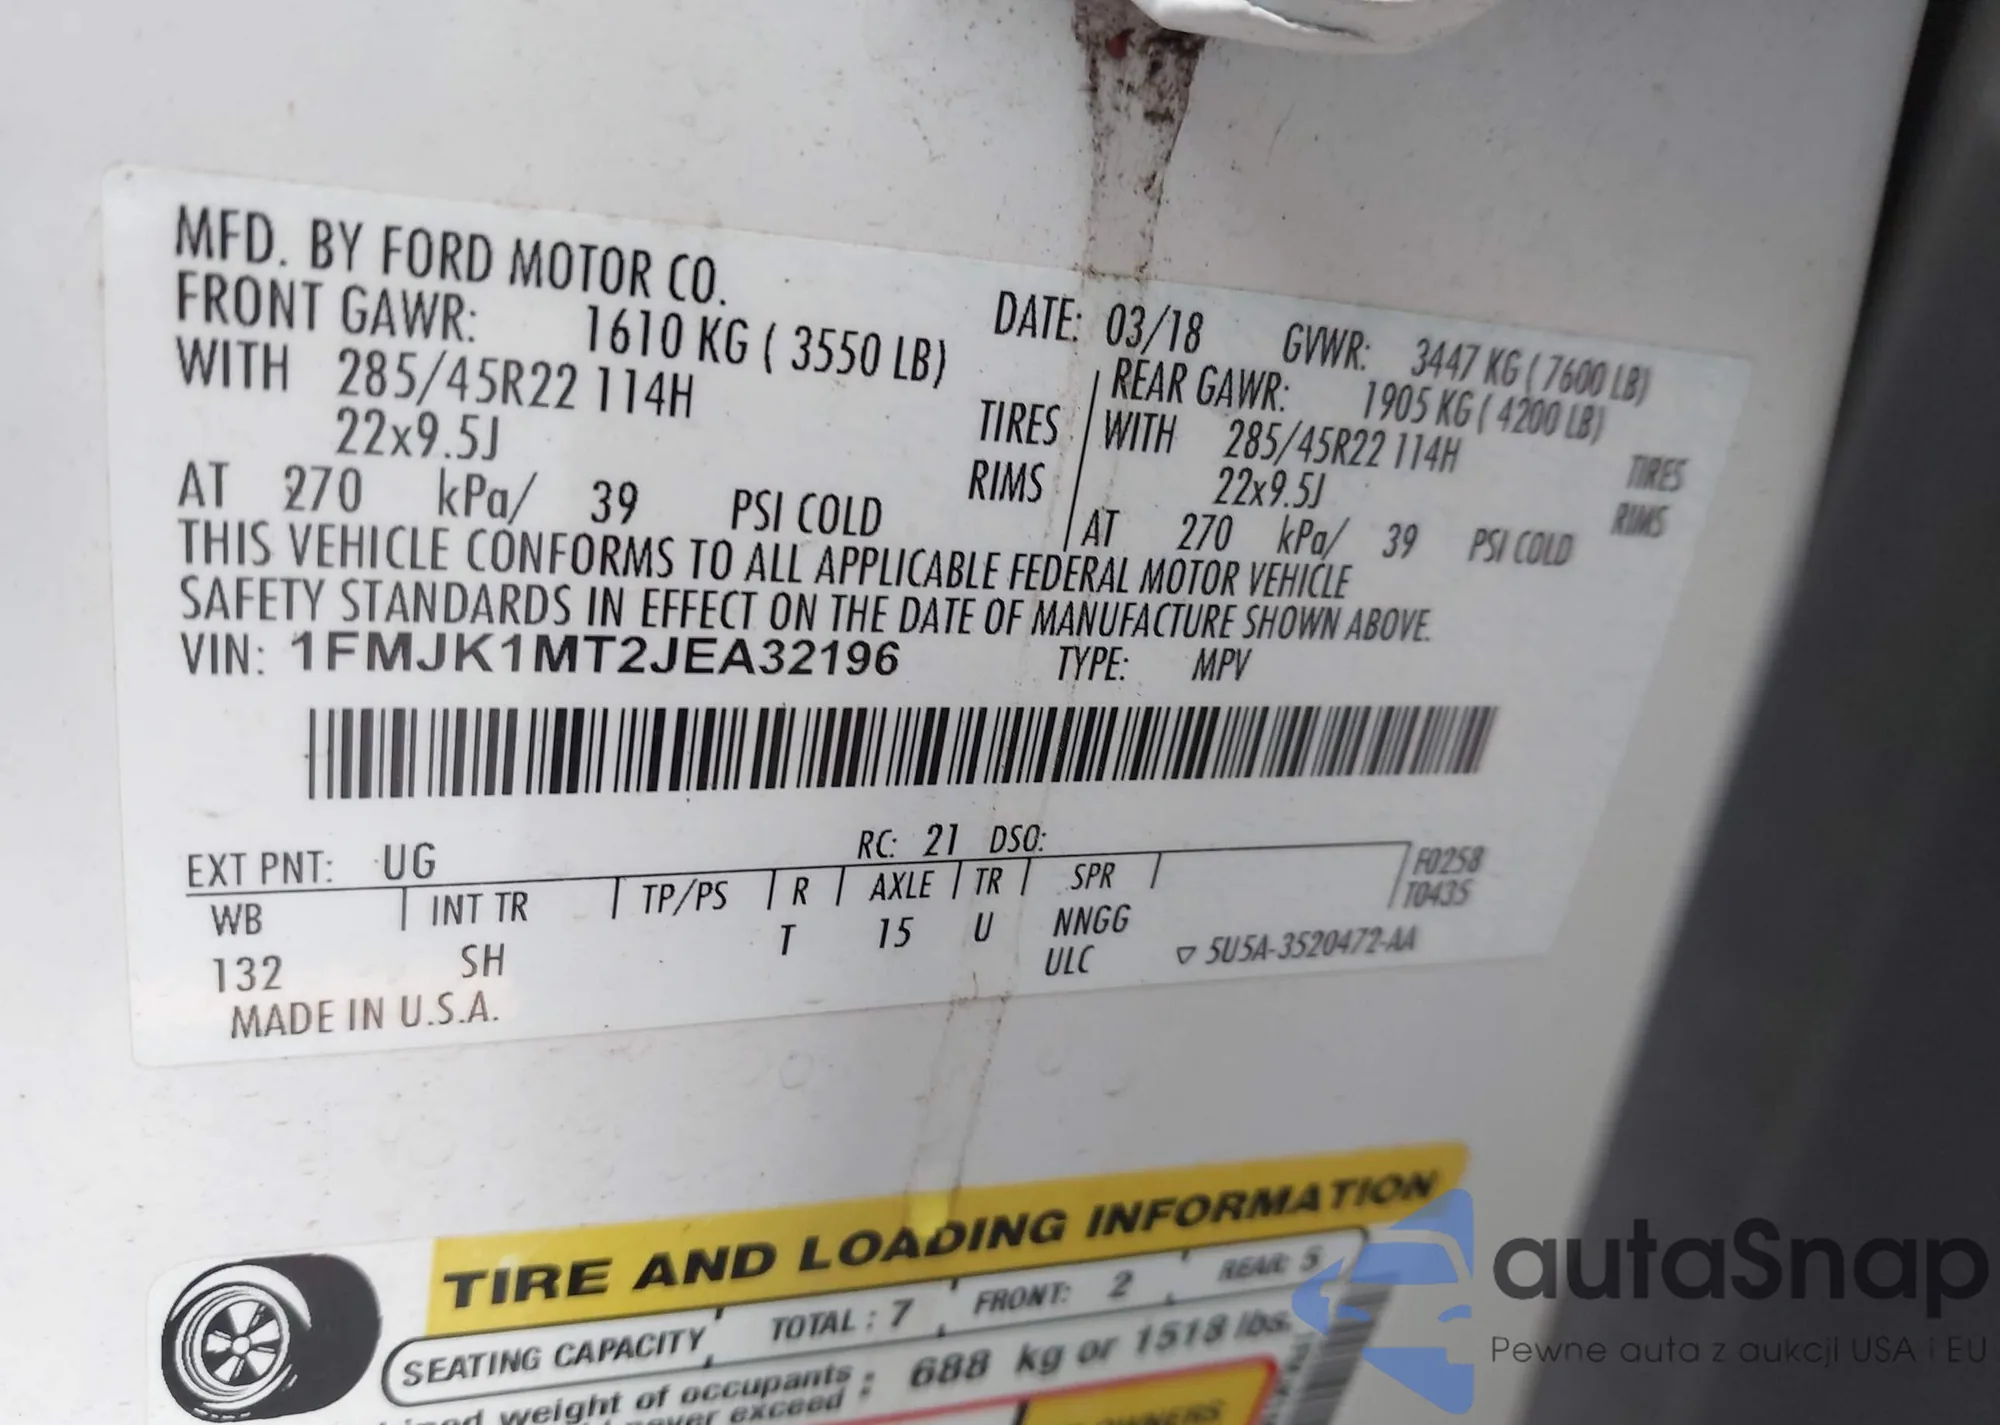 MFD. BY FORD MOTOR CO.
DATE: 03/18 GVWR: 3447 KG ( 7600 LB)
FRONT GAWR: 1610 KG ( 3550 LB) REAR GAWR: 1905 KG ( 4200 LB)
WITH 285/45R22 114H TIRES WITH 285/45R22 114H TIRES
22x9.5J RIMS 22x9.5J RIMS
AT 270 kPa/ 39 PSI COLD AT 270 kPa/ 39 PSI COLD
THIS VEHICLE CONFORMS TO ALL APPLICABLE FEDERAL MOTOR VEHICLE
SAFETY STANDARDS IN EFFECT ON THE DATE OF MANUFACTURE SHOWN ABOVE.
VIN: 1FMJK1MT2JEA32196 TYPE: MPV
EXT PNT: UG RC: 21 DSO:
WB INT TR TP/PS R AXLE TR SPR F0258
T0435
132 SH T 15 U NNGG
ULC ▽ 5U5A-3520472-AA
MADE IN U.S.A.
TIRE AND LOADING INFORMATION
SEATING CAPACITY TOTAL : 7 FRONT: 2 REAR: 5
weight of occupants : 688 kg or 1518 lbs.
never exceed
OWNERS
autaSnap
Pewne auta z aukcji USA i EU